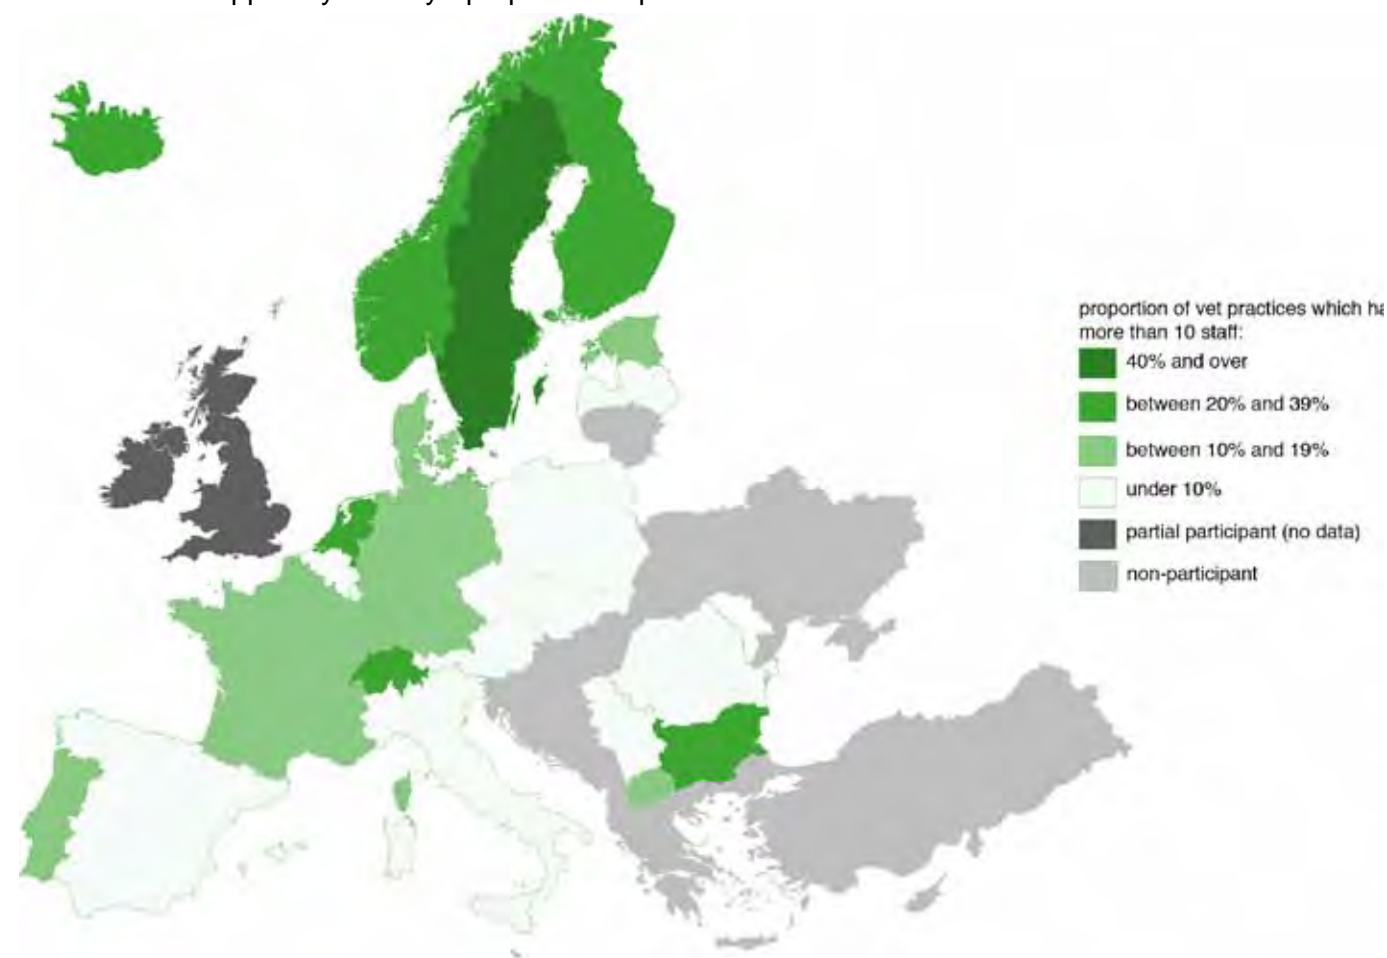 proportion of vet practices which ha
more than 10 staff:
40% and over
between 20% and 39%
between 10% and 19%
under 10%
partial participant (no data)
non-participant